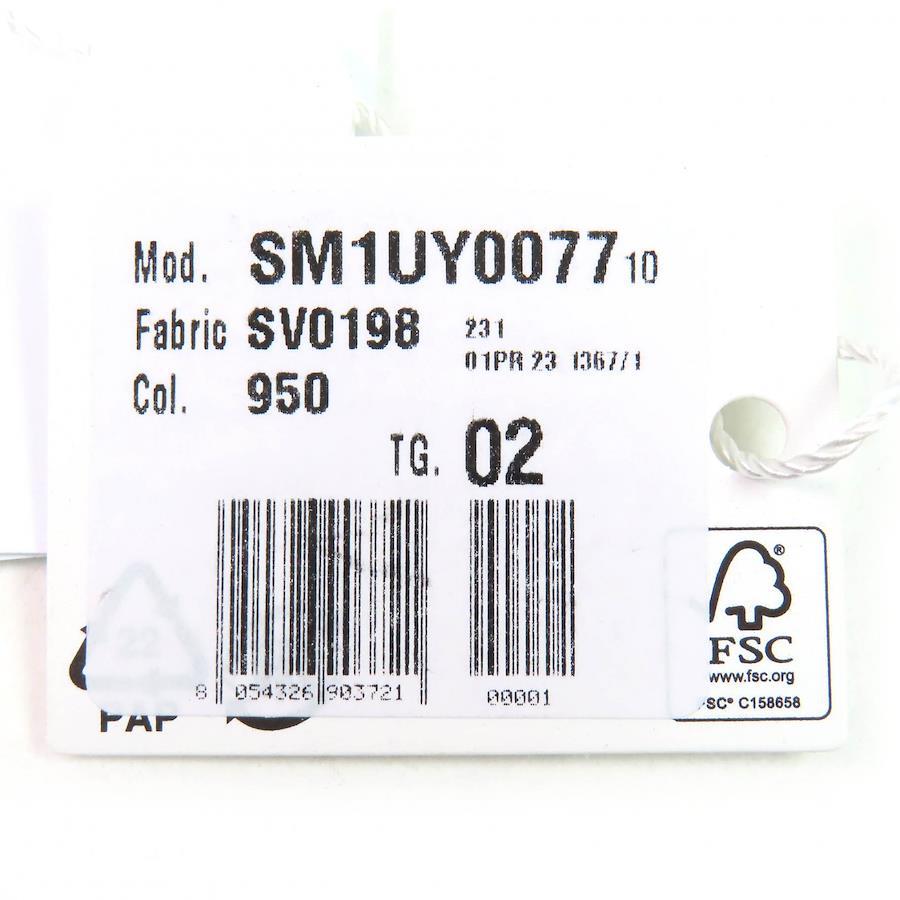 Mod. SM1UY0077 10
Fabric SV0198 231
01PR 23 1367/1
Col. 950
TG. 02
8 054326 903721 00001
22
PAP
®
FSC
www.fsc.org
FSC® C158658